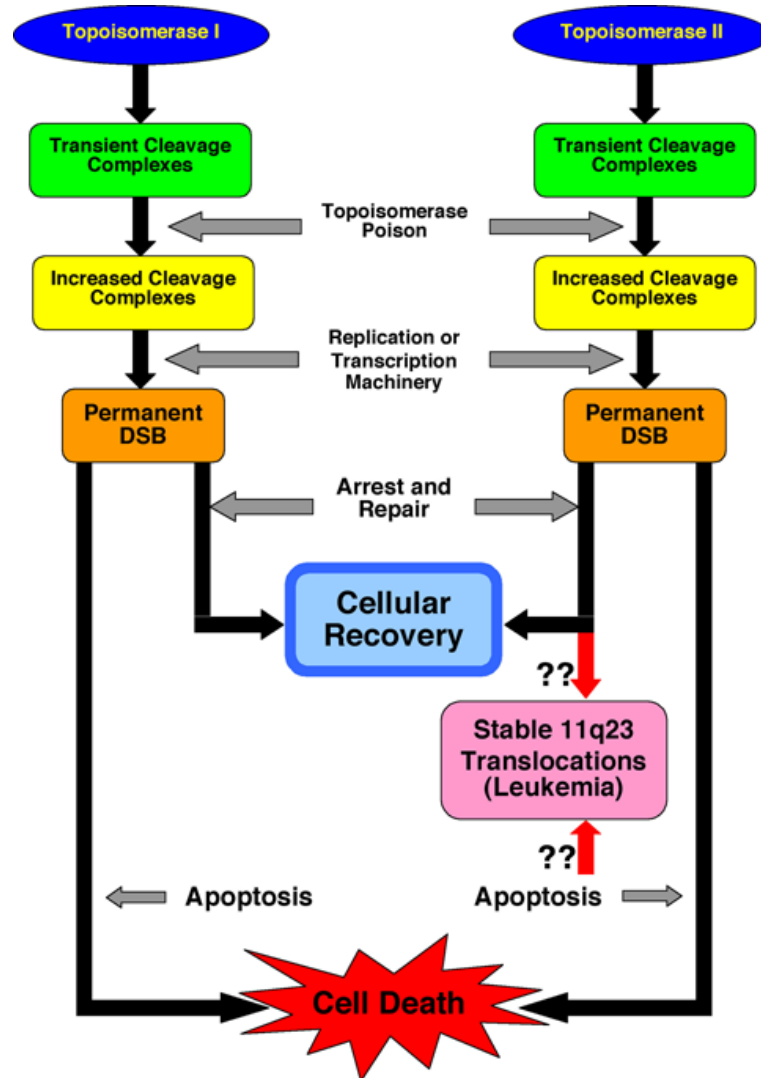 Topoisomerase I
Topoisomerase II
Transient Cleavage
Complexes
Transient Cleavage
Complexes
Topoisomerase
Poison
Increased Cleavage
Complexes
Increased Cleavage
Complexes
Replication or
Transcription
Machinery
Permanent
DSB
Permanent
DSB
Arrest and
Repair
Cellular
Recovery
??
Stable 11q23
Translocations
(Leukemia)
??
Apoptosis
Apoptosis
Cell Death